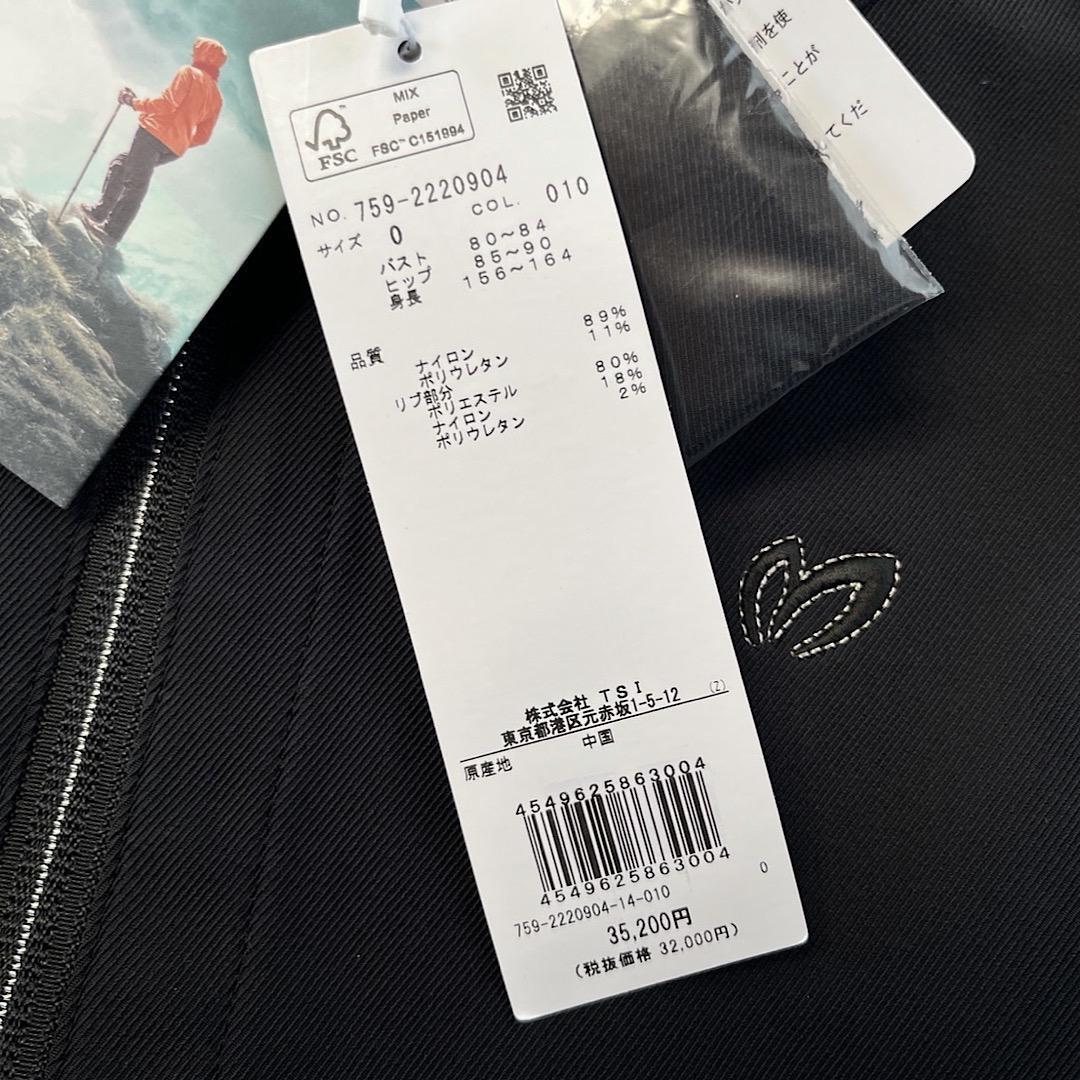 MIX
Paper
FSC™ C151994
FSC
NO. 759-2220904
COL. 010
サイズ 0
バスト 80〜84
ヒップ 85〜90
身長 156〜164
品質
ナイロン 89%
ポリウレタン 11%
リブ部分
ポリエステル 80%
ナイロン 18%
ポリウレタン 2%
株式会社 TSI
東京都港区元赤坂1-5-12 (Z)
原産地 中国
4549625863004
4549625863004
759-2220904-14-010 0
35,200円
(税抜価格 32,000円)
剤を使
ことが
てくだ